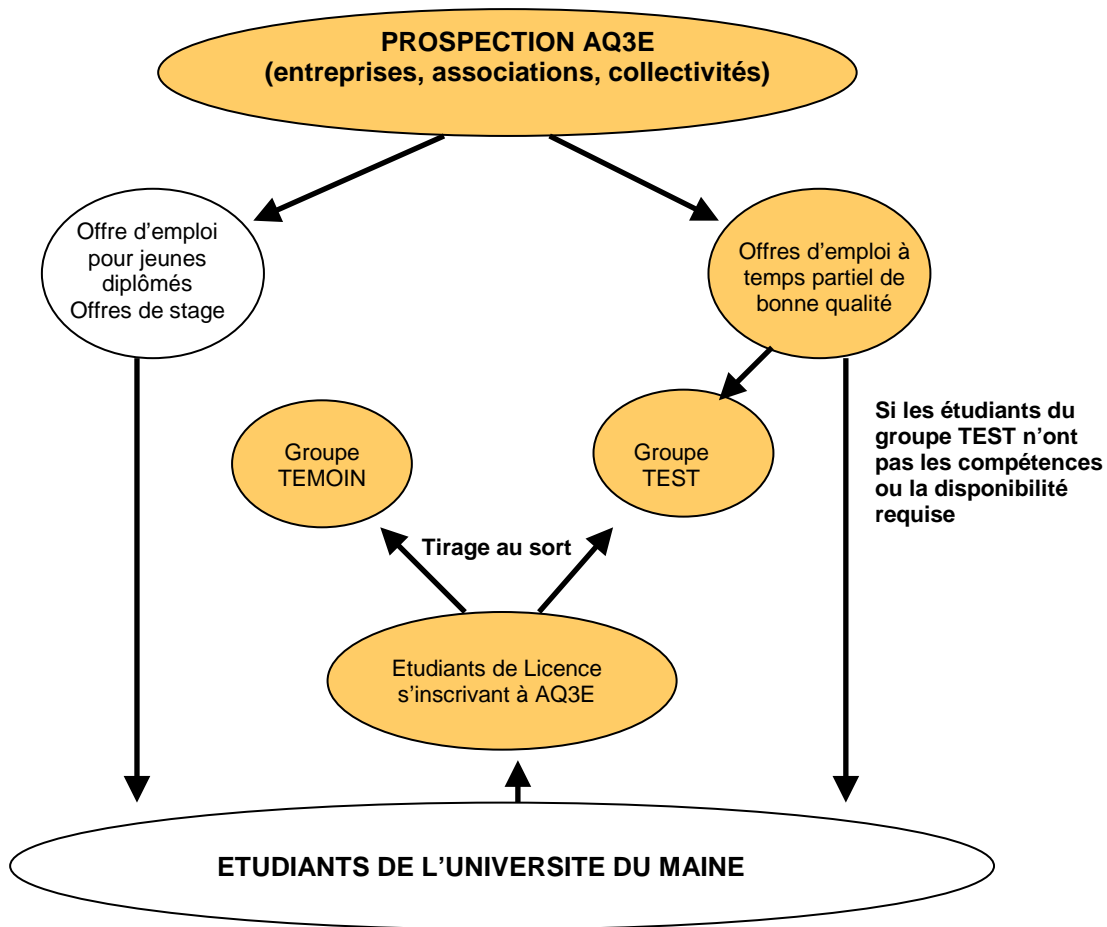 PROSPECTION AQ3E
(entreprises, associations, collectivités)
Offre d’emploi
pour jeunes
diplômés
Offres de stage
Offres d’emploi à
temps partiel de
bonne qualité
Si les étudiants du
groupe TEST n’ont
pas les compétences
ou la disponibilité
requise
Groupe
TEMOIN
Groupe
TEST
Tirage au sort
Etudiants de Licence
s’inscrivant à AQ3E
ETUDIANTS DE L’UNIVERSITE DU MAINE